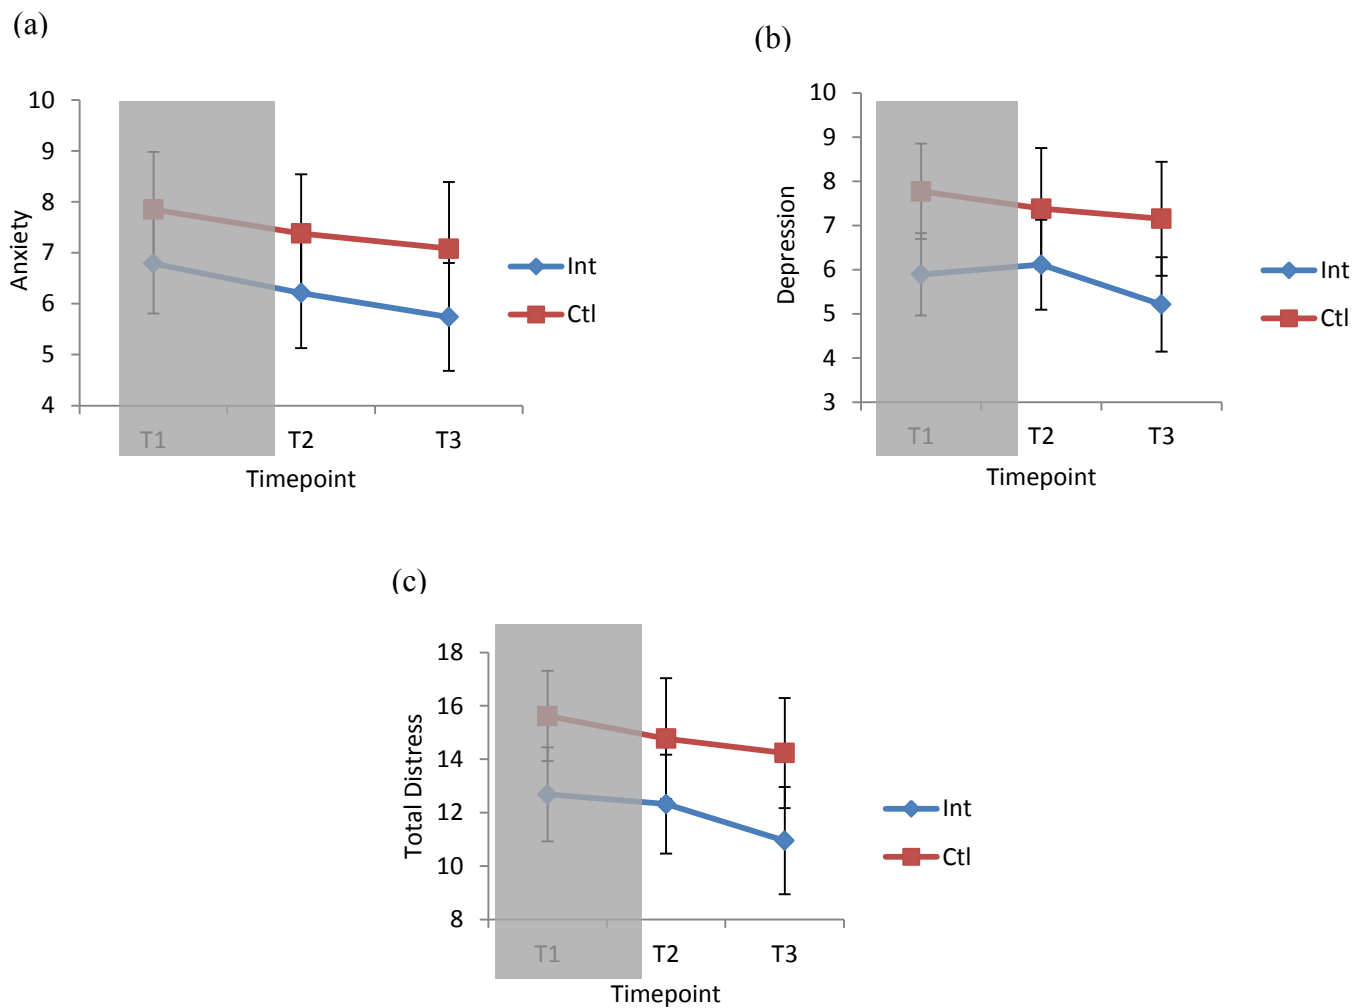 (a)
10
9
8
7
6
5
4
Anxiety
T1 T2 T3
Timepoint
Int
Ctl
(b)
10
9
8
7
6
5
4
3
Depression
T1 T2 T3
Timepoint
Int
Ctl
(c)
18
16
14
12
10
8
Total Distress
T1 T2 T3
Timepoint
Int
Ctl